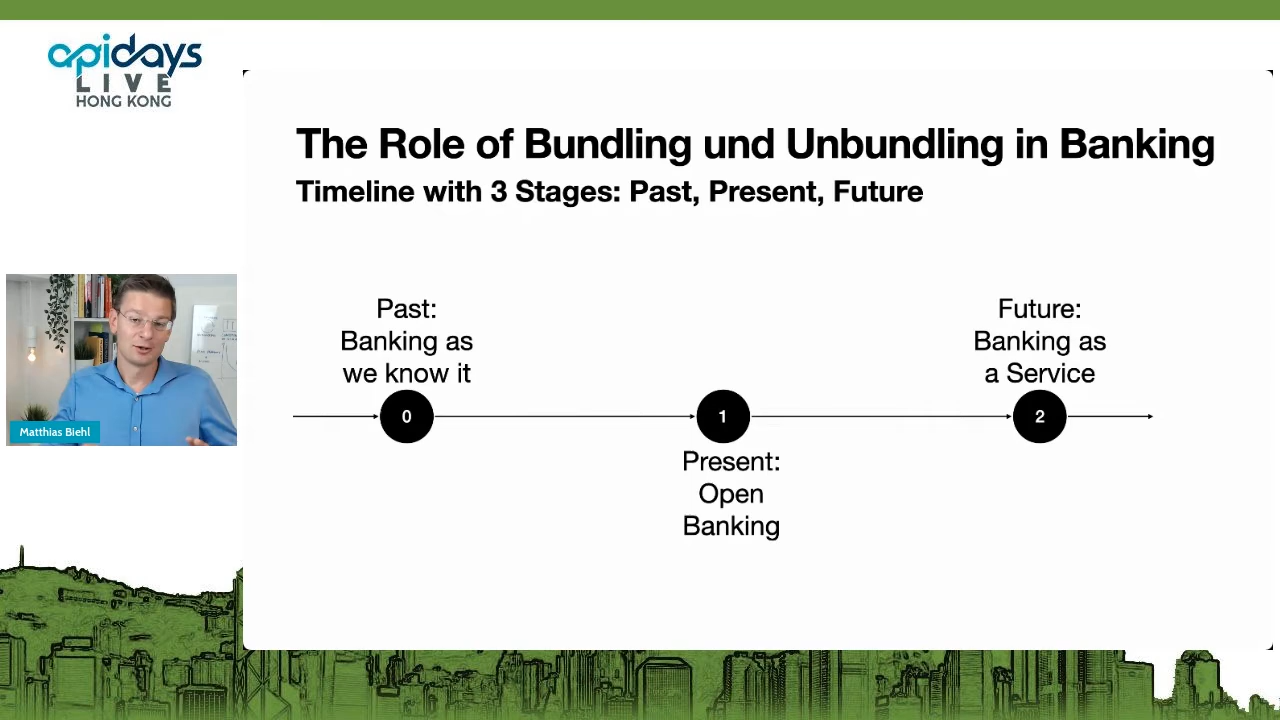 apidays
LIVE
HONG KONG
The Role of Bundling und Unbundling in Banking
Timeline with 3 Stages: Past, Present, Future
Past:
Banking as
we know it
Future:
Banking as
a Service
0
1
2
Present:
Open
Banking
Matthias Biehl